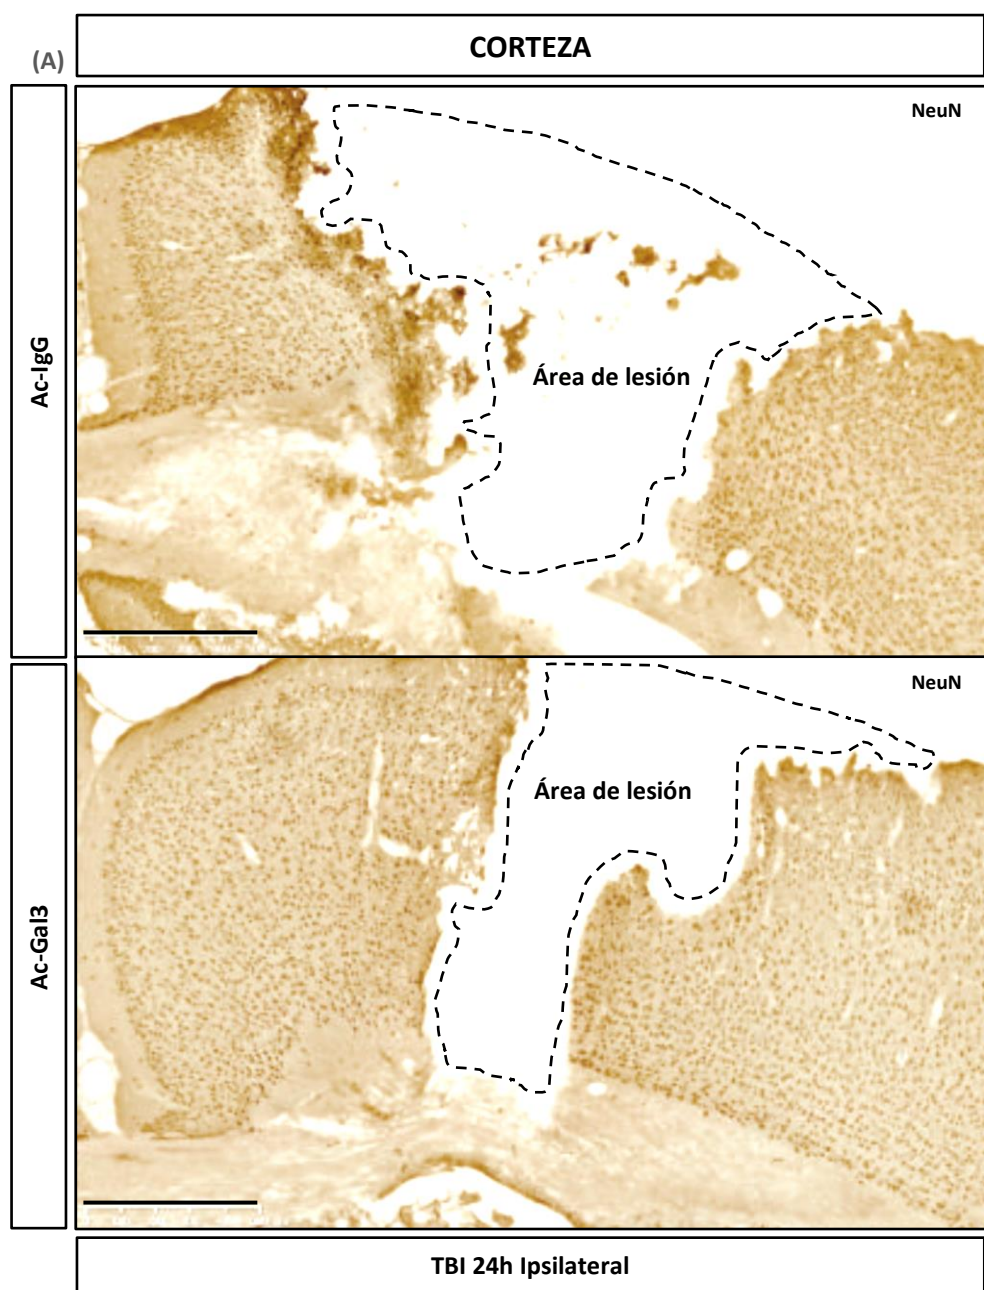 (A)
CORTEZA
Ac-IgG
NeuN
Área de lesión
Ac-Gal3
NeuN
Área de lesión
TBI 24h Ipsilateral